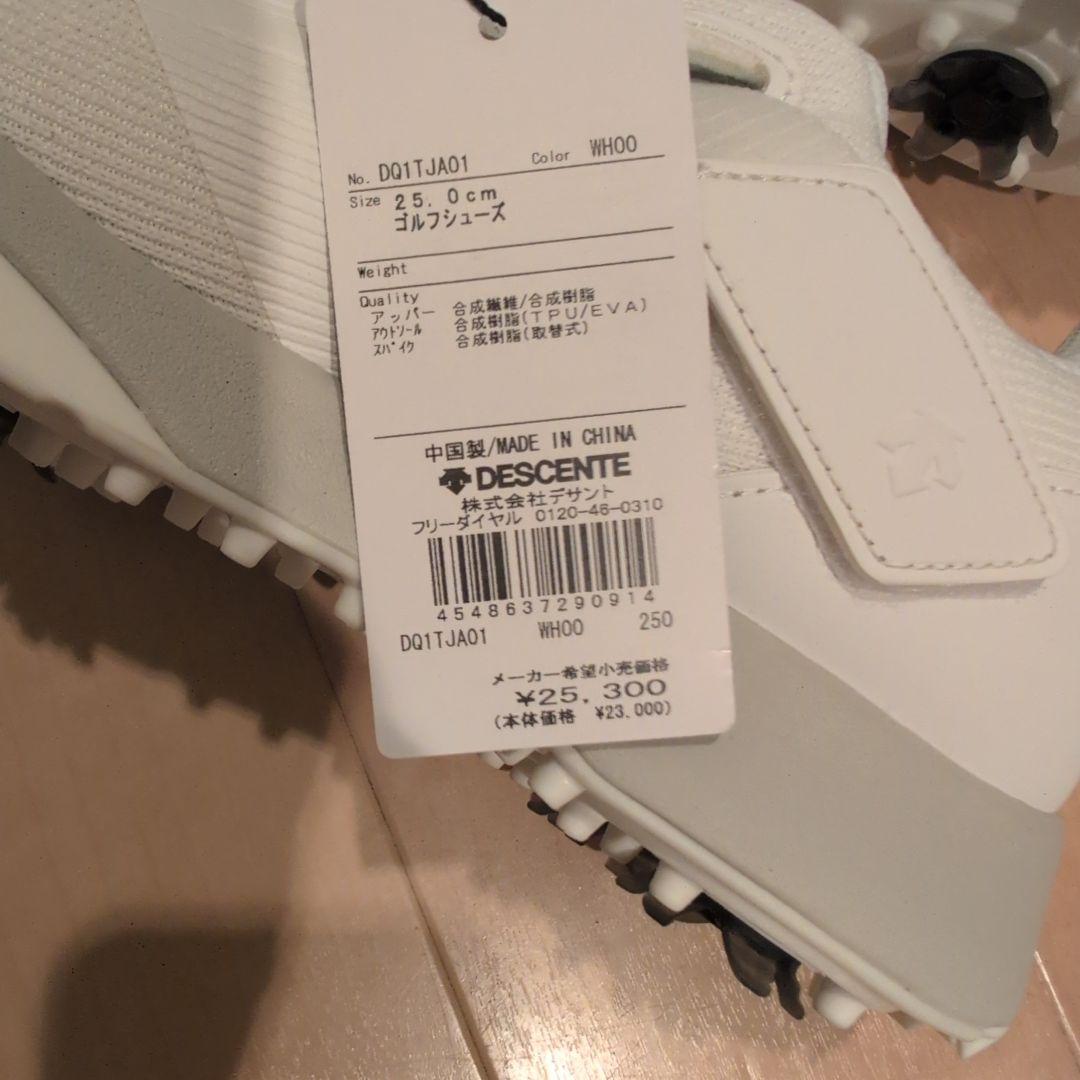 No. DQ1TJA01 Color WH00
Size 25.0cm
ゴルフシューズ
Weight
Quality
アッパー 合成繊維/合成樹脂
ｱｳﾄｿｰﾙ 合成樹脂(TPU/EVA)
ｽﾊﾟｲｸ 合成樹脂(取替式)
中国製/MADE IN CHINA
DESCENTE
株式会社デサント
フリーダイヤル 0120-46-0310
4548637290914
DQ1TJA01 WH00 250
メーカー希望小売価格
¥25,300
(本体価格 ¥23,000)